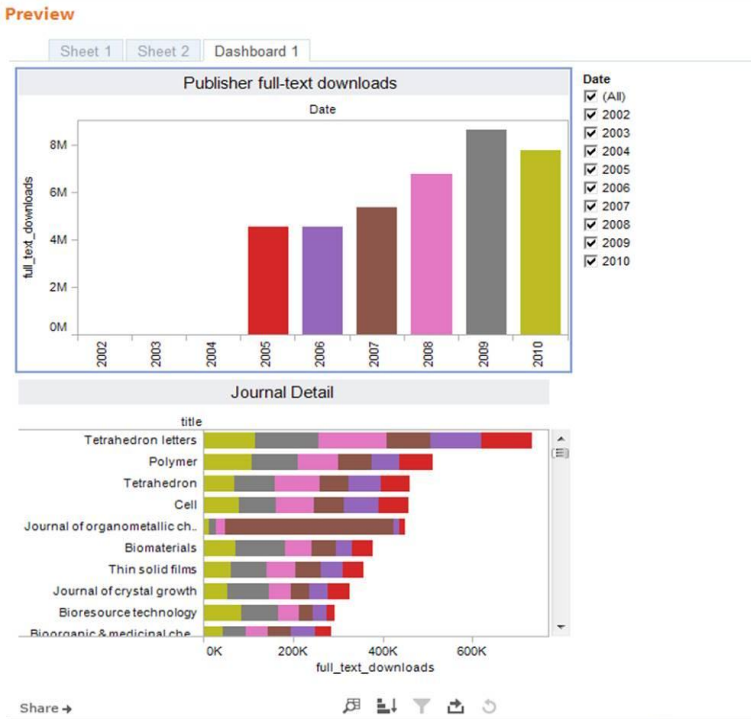 Preview
Sheet 1 Sheet 2 Dashboard 1
Publisher full-text downloads
Date
8M
6M
4M
2M
0M
full_text_downloads
2002 2003 2004 2005 2006 2007 2008 2009 2010
Date
(All)
2002
2003
2004
2005
2006
2007
2008
2009
2010
Journal Detail
title
Tetrahedron letters
Polymer
Tetrahedron
Cell
Journal of organometallic ch..
Biomaterials
Thin solid films
Journal of crystal growth
Bioresource technology
Bioorganic & medicinal che..
0K 200K 400K 600K
full_text_downloads
Share